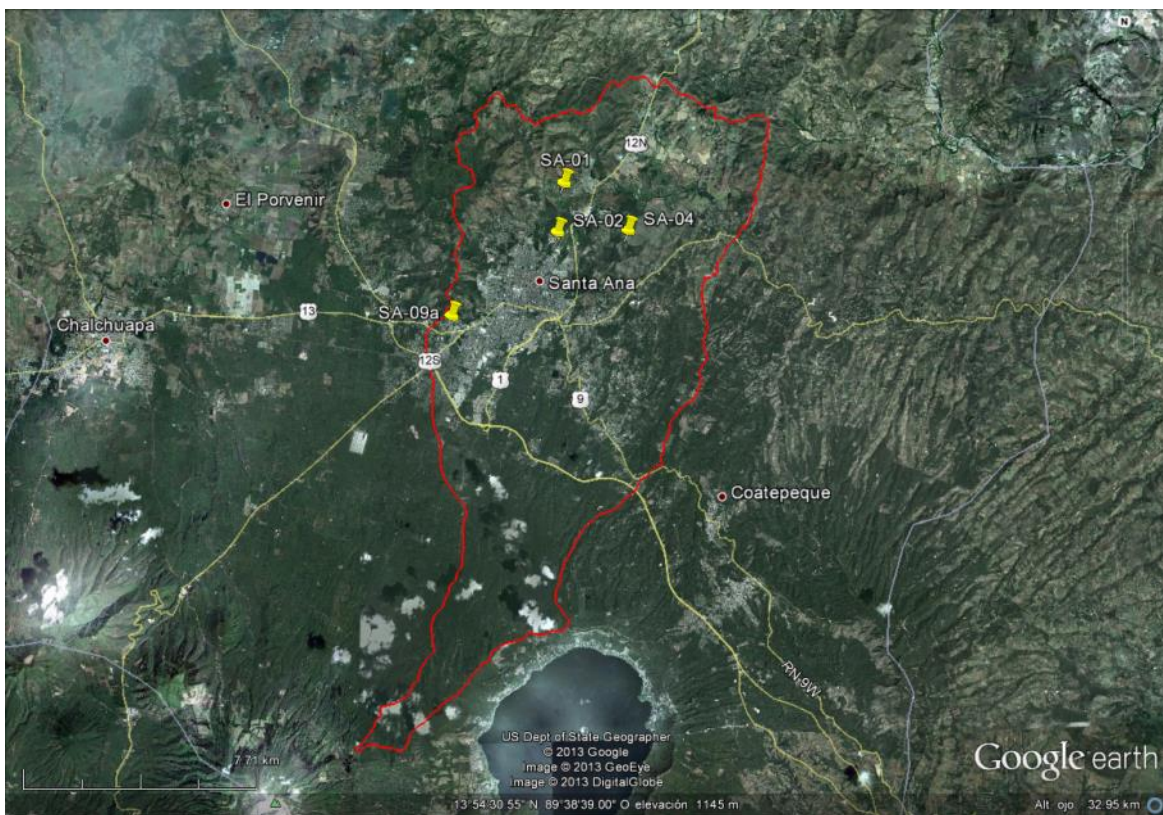 N
12N
SA-01
El Porvenir
SA-02
SA-04
Santa Ana
SA-09a
13
Chalchuapa
12S
1
9
Coatepeque
RN-9W
US Dept of State Geographer
© 2013 Google
Image © 2013 GeoEye
Image © 2013 DigitalGlobe
Google earth
7.71 km
13°54'30.55" N 89°38'39.00" O elevación 1145 m
Alt. ojo 32.95 km